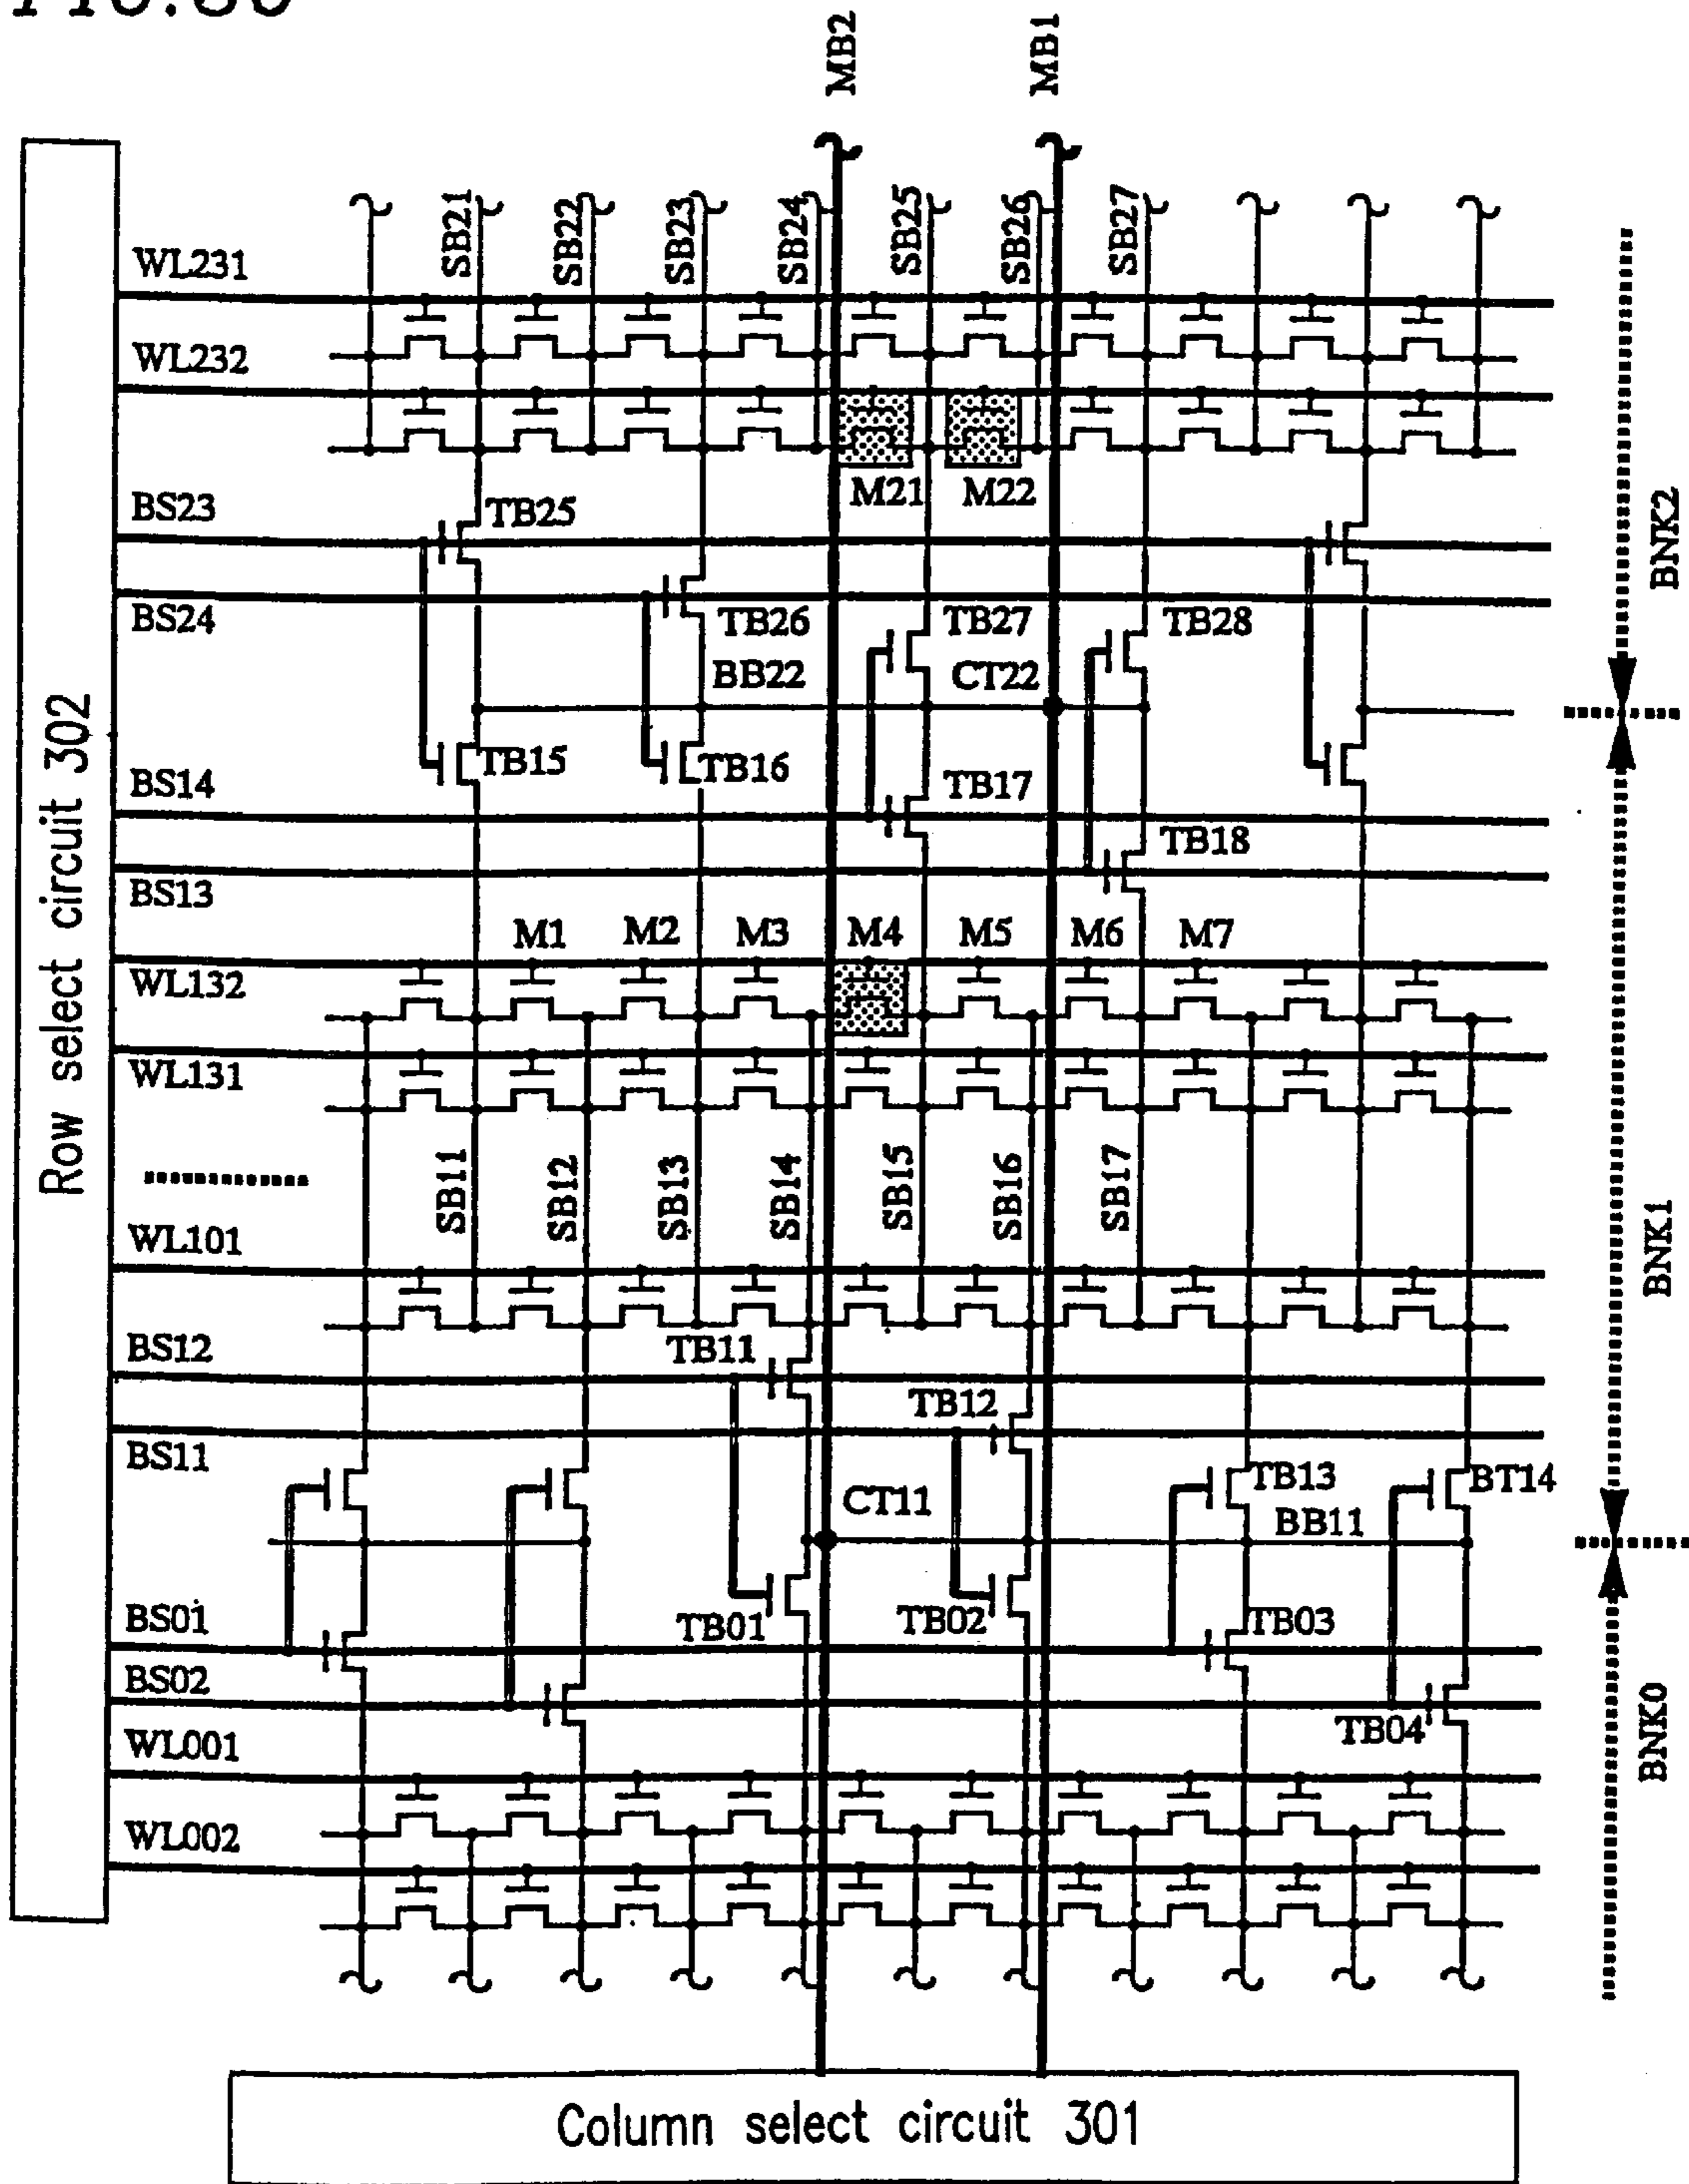 MB2
MB1
SB21
SB22
SB23
SB24
SB25
SB26
SB27
WL231
WL232
M21 M22
BS23
TB25
BS24
TB26
TB27
TB28
BB22
CT22
BNK2
Row select circuit 302
TB15
TB16
BS14
TB17
TB18
BS13
M1 M2 M3 M4 M5 M6 M7
WL132
WL131
SB11
SB12
SB13
SB14
SB15
SB16
SB17
WL101
BNK1
BS12
TB11
TB12
BS11
TB13
BT14
CT11
BB11
BS01
TB01
TB02
TB03
BS02
TB04
BNK0
WL001
WL002
Column select circuit 301